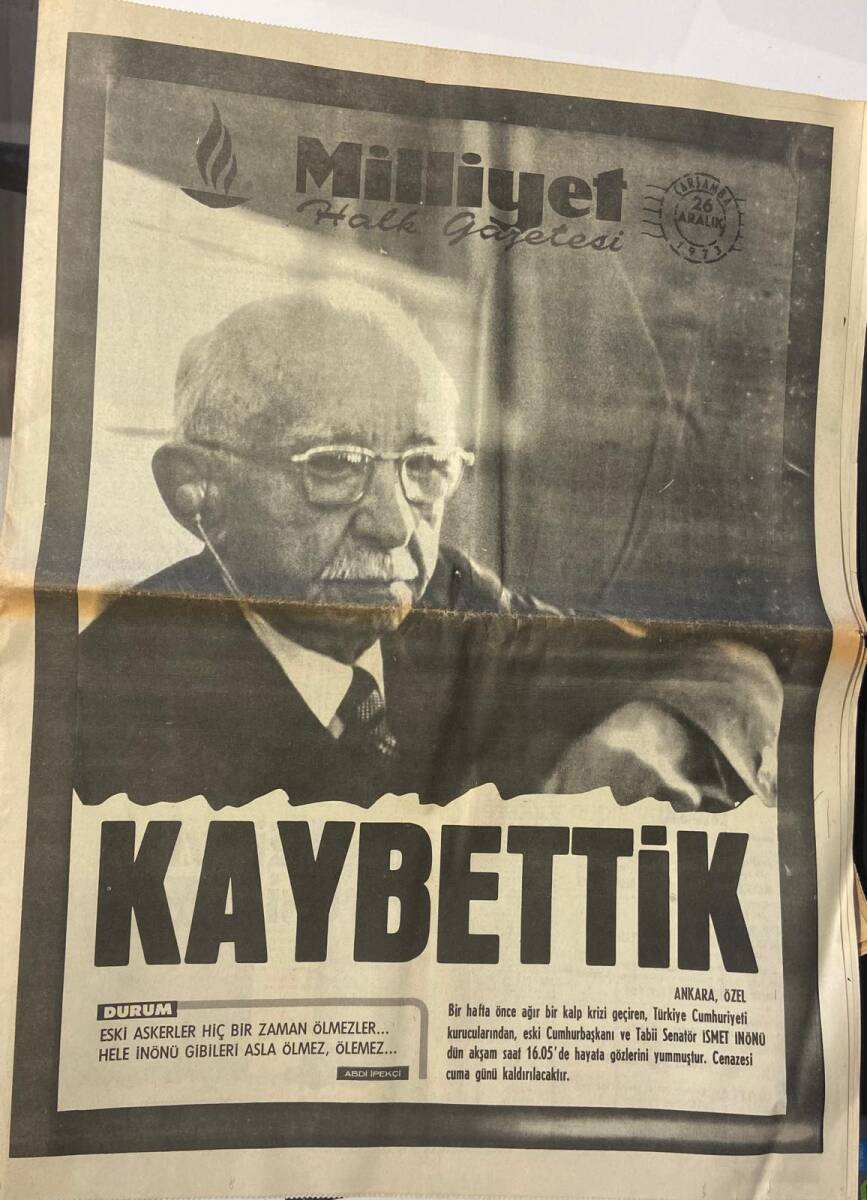 Milliyet
Halk Gazetesi
ÇARŞAMBA
26
ARALIK
1973
KAYBETTİK
DURUM
ESKİ ASKERLER HİÇ BİR ZAMAN ÖLMEZLER...
HELE İNÖNÜ GİBİLERİ ASLA ÖLMEZ, ÖLEMEZ...
ABDİ İPEKÇİ
ANKARA, ÖZEL
Bir hafta önce ağır bir kalp krizi geçiren, Türkiye Cumhuriyeti
kurucularından, eski Cumhurbaşkanı ve Tabii Senatör İSMET İNÖNÜ
dün akşam saat 16.05'de hayata gözlerini yummuştur. Cenazesi
cuma günü kaldırılacaktır.